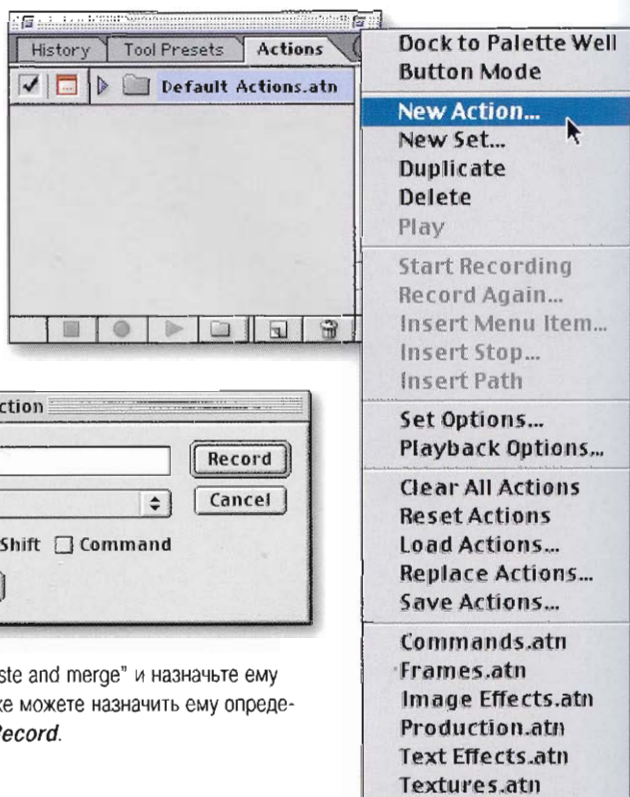 History Tool Presets Actions
Default Actions.atn
Dock to Palette Well
Button Mode
New Action...
New Set...
Duplicate
Delete
Play
Start Recording
Record Again...
Insert Menu Item...
Insert Stop...
Insert Path
Set Options...
Playback Options...
Clear All Actions
Reset Actions
Load Actions...
Replace Actions...
Save Actions...
Commands.atn
Frames.atn
Image Effects.atn
Production.atn
Text Effects.atn
Textures.atn
ction
Record
Cancel
Shift Command
ste and merge" и назначьте ему
же можете назначить ему опреде-
Record.